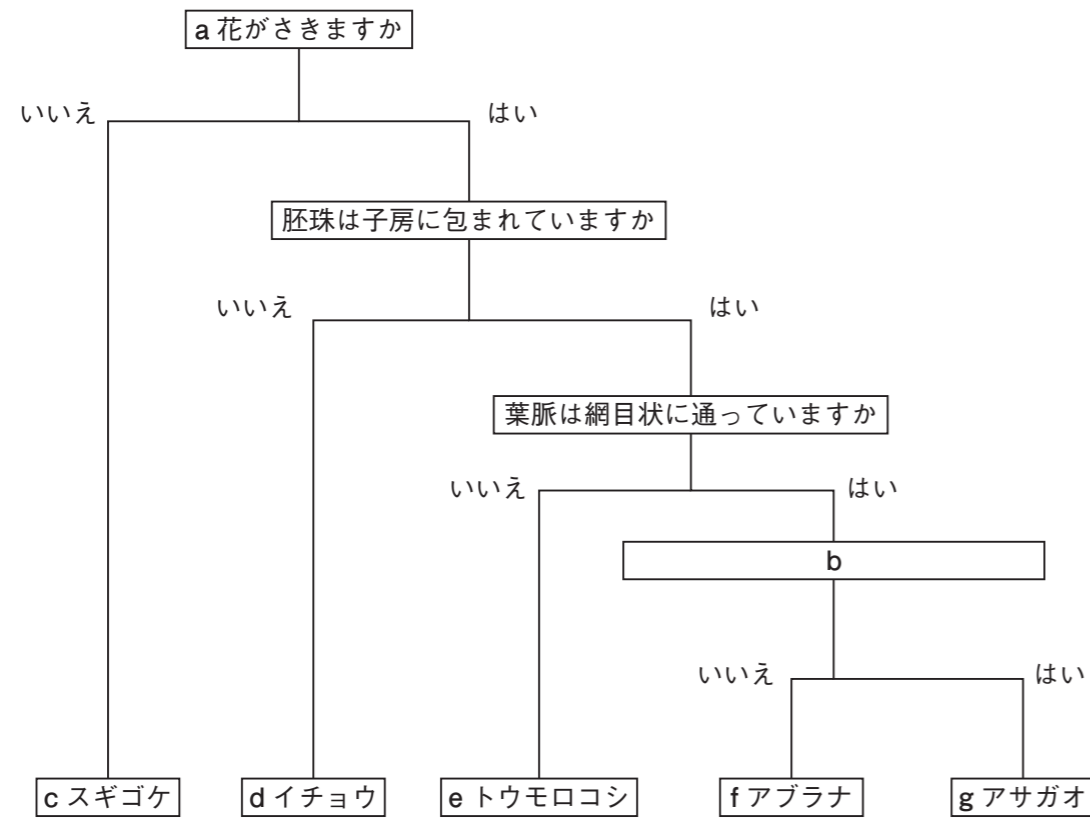 a 花がさきますか
いいえ
はい
胚珠は子房に包まれていますか
いいえ
はい
葉脈は網目状に通っていますか
いいえ
はい
b
いいえ
はい
c スギゴケ
d イチョウ
e トウモロコシ
f アブラナ
g アサガオ